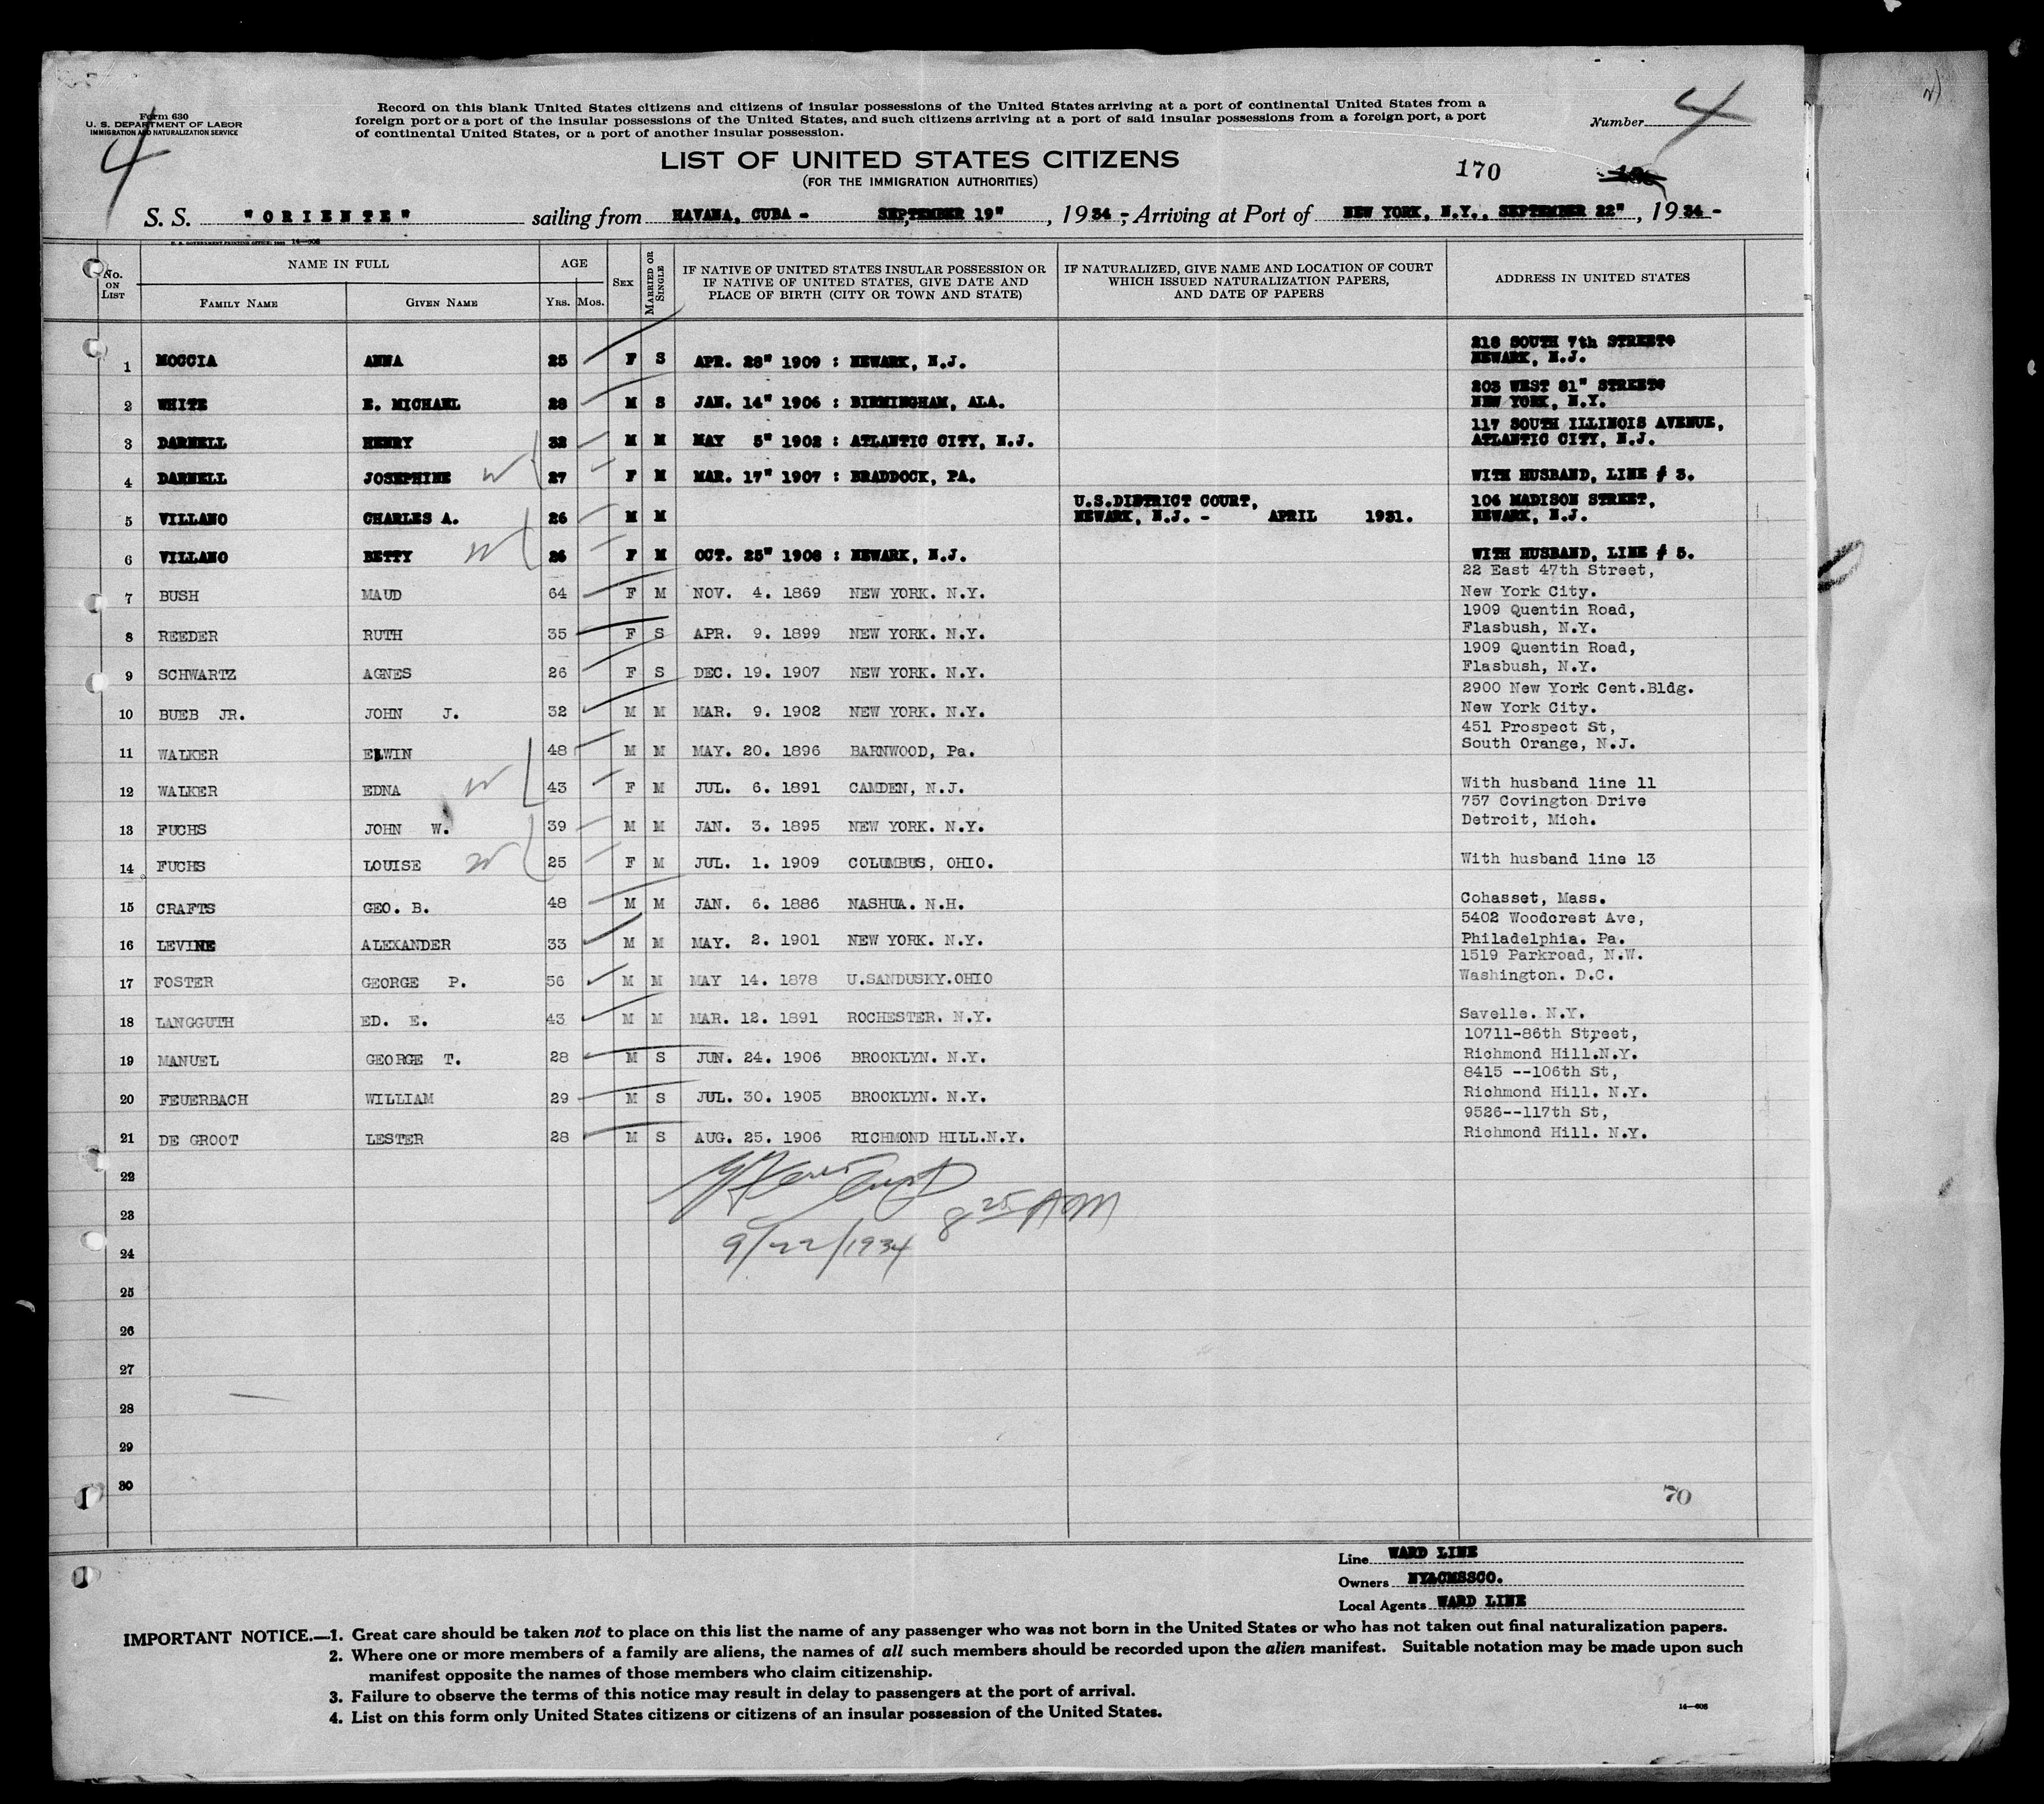 Form 630
U. S. DEPARTMENT OF LABOR
IMMIGRATION AND NATURALIZATION SERVICE
4
Record on this blank United States citizens and citizens of insular possessions of the United States arriving at a port of continental United States from a
foreign port or a port of the insular possessions of the United States, and such citizens arriving at a port of said insular possessions from a foreign port, a port
of continental United States, or a port of another insular possession.
Number 4
LIST OF UNITED STATES CITIZENS
(FOR THE IMMIGRATION AUTHORITIES)
170
S. S. "ORIENTE" sailing from HAVANA, CUBA - SEPTEMBER 19", 1934 - Arriving at Port of NEW YORK, N.Y., SEPTEMBER 22", 1934 -
No. ON LIST
NAME IN FULL
FAMILY NAME GIVEN NAME
AGE
YRS. MOS.
SEX
MARRIED OR SINGLE
IF NATIVE OF UNITED STATES INSULAR POSSESSION OR
IF NATIVE OF UNITED STATES, GIVE DATE AND
PLACE OF BIRTH (CITY OR TOWN AND STATE)
IF NATURALIZED, GIVE NAME AND LOCATION OF COURT
WHICH ISSUED NATURALIZATION PAPERS,
AND DATE OF PAPERS
ADDRESS IN UNITED STATES
218 SOUTH 7th STREET
1 MOCCIA ANNA 25 F S APR. 28" 1909 : NEWARK, N.J. NEWARK, N.J.
203 WEST 81" STREET
2 WHITE E. MICHAEL 28 M S JAN. 14" 1906 : BIRMINGHAM, ALA. NEW YORK, N.Y.
117 SOUTH ILLINOIS AVENUE,
3 DARNELL HENRY 32 M M MAY 5" 1902 : ATLANTIC CITY, N.J. ATLANTIC CITY, N.J.
4 DARNELL JOSEPHINE W 27 F M MAR. 17" 1907 : BRADDOCK, PA. WITH HUSBAND, LINE # 3.
U.S.DISTRICT COURT, 106 MADISON STREET,
5 VILLANO CHARLES A. 26 M M NEWARK, N.J. - APRIL 1931. NEWARK, N.J.
6 VILLANO BETTY W 26 F M OCT. 25" 1908 : NEWARK, N.J. WITH HUSBAND, LINE # 5.
22 East 47th Street,
7 BUSH MAUD 64 F M NOV. 4. 1869 NEW YORK. N.Y. New York City.
1909 Quentin Road,
8 REEDER RUTH 35 F S APR. 9. 1899 NEW YORK. N.Y. Flasbush, N.Y.
1909 Quentin Road,
9 SCHWARTZ AGNES 26 F S DEC. 19. 1907 NEW YORK. N.Y. Flasbush, N.Y.
2900 New York Cent.Bldg.
10 BUEB JR. JOHN J. 32 M M MAR. 9. 1902 NEW YORK. N.Y. New York City.
451 Prospect St,
11 WALKER ELWIN 48 M M MAY. 20. 1896 BARNWOOD, Pa. South Orange, N.J.
12 WALKER EDNA W 43 F M JUL. 6. 1891 CAMDEN, N.J. With husband line 11
757 Covington Drive
13 FUCHS JOHN W. 39 M M JAN. 3. 1895 NEW YORK. N.Y. Detroit, Mich.
14 FUCHS LOUISE W 25 F M JUL. 1. 1909 COLUMBUS, OHIO. With husband line 13
15 CRAFTS GEO. B. 48 M M JAN. 6. 1886 NASHUA. N.H. Cohasset, Mass.
5402 Woodcrest Ave,
16 LEVINE ALEXANDER 33 M M MAY. 2. 1901 NEW YORK. N.Y. Philadelphia. Pa.
1519 Parkroad, N.W.
17 FOSTER GEORGE P. 56 M M MAY 14. 1878 U.SANDUSKY.OHIO Washington. D.C.
18 LANGGUTH ED. E. 43 M M MAR. 12. 1891 ROCHESTER. N.Y. Savelle. N.Y.
10711-86th Street,
19 MANUEL GEORGE T. 28 M S JUN. 24. 1906 BROOKLYN. N.Y. Richmond Hill.N.Y.
8415 --106th St,
20 FEUERBACH WILLIAM 29 M S JUL. 30. 1905 BROOKLYN. N.Y. Richmond Hill. N.Y.
9526--117th St,
21 DE GROOT LESTER 28 M S AUG. 25. 1906 RICHMOND HILL.N.Y. Richmond Hill. N.Y.
22
23 8 25 AM
24 9/22/1934
25
26
27
28
29
30
70
Line WARD LINE
Owners NY&CMSSCO.
Local Agents WARD LINE
IMPORTANT NOTICE.—1. Great care should be taken not to place on this list the name of any passenger who was not born in the United States or who has not taken out final naturalization papers.
2. Where one or more members of a family are aliens, the names of all such members should be recorded upon the alien manifest. Suitable notation may be made upon such
manifest opposite the names of those members who claim citizenship.
3. Failure to observe the terms of this notice may result in delay to passengers at the port of arrival.
4. List on this form only United States citizens or citizens of an insular possession of the United States.
14—608